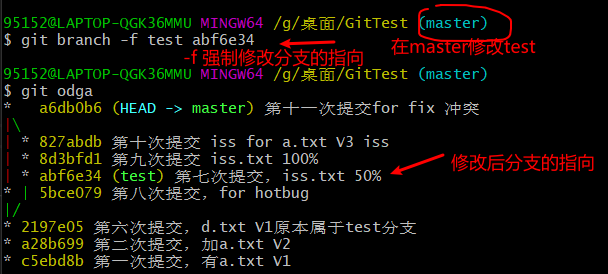 95152@LAPTOP-QGK36MMU MINGW64 /g/桌面/GitTest (master)
$ git branch -f test abf6e34
在master修改test
-f 强制修改分支的指向
95152@LAPTOP-QGK36MMU MINGW64 /g/桌面/GitTest (master)
$ git odga
*   a6db0b6 (HEAD -> master) 第十一次提交for fix 冲突
|\
| * 827abdb 第十次提交 iss for a.txt V3 iss
| * 8d3bfd1 第九次提交 iss.txt 100%
| * abf6e34 (test) 第七次提交, iss.txt 50%
修改后分支的指向
* | 5bce079 第八次提交, for hotbug
|/
* 2197e05 第六次提交, d.txt V1原本属于test分支
* a28b699 第二次提交, 加a.txt V2
* c5ebd8b 第一次提交, 有a.txt V1